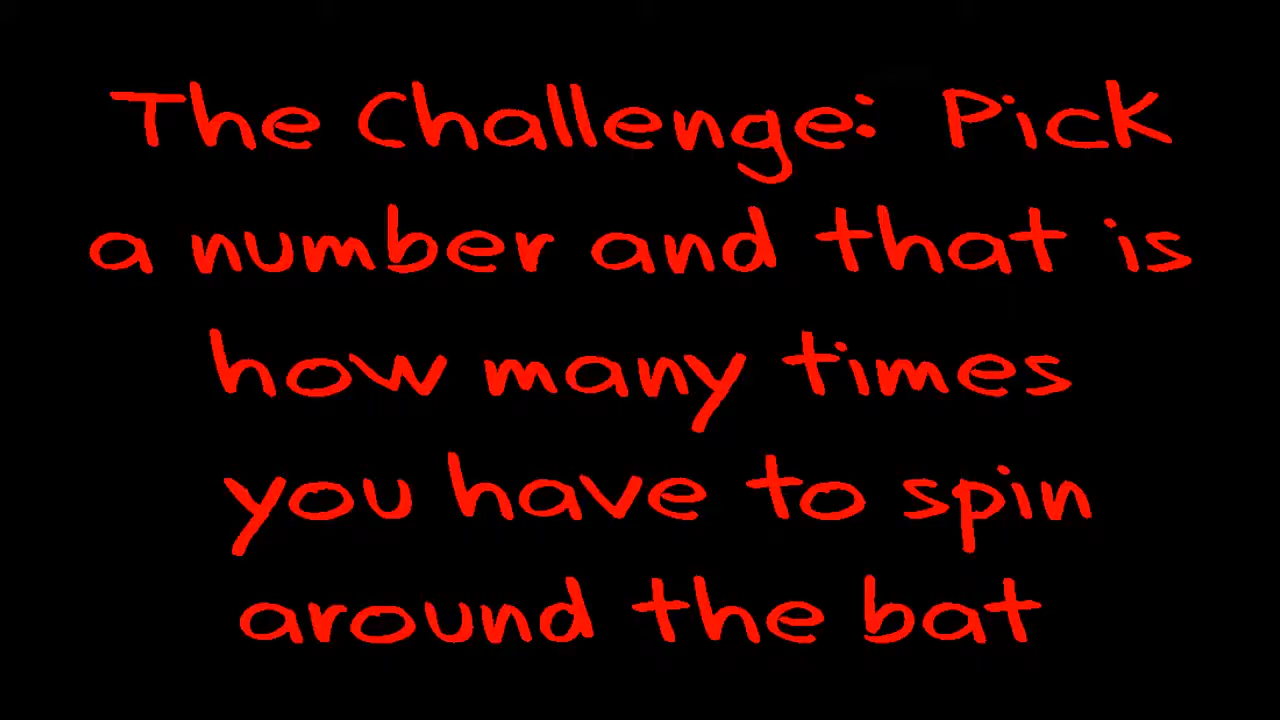 The Challenge: Pick
a number and that is
how many times
you have to spin
around the bat